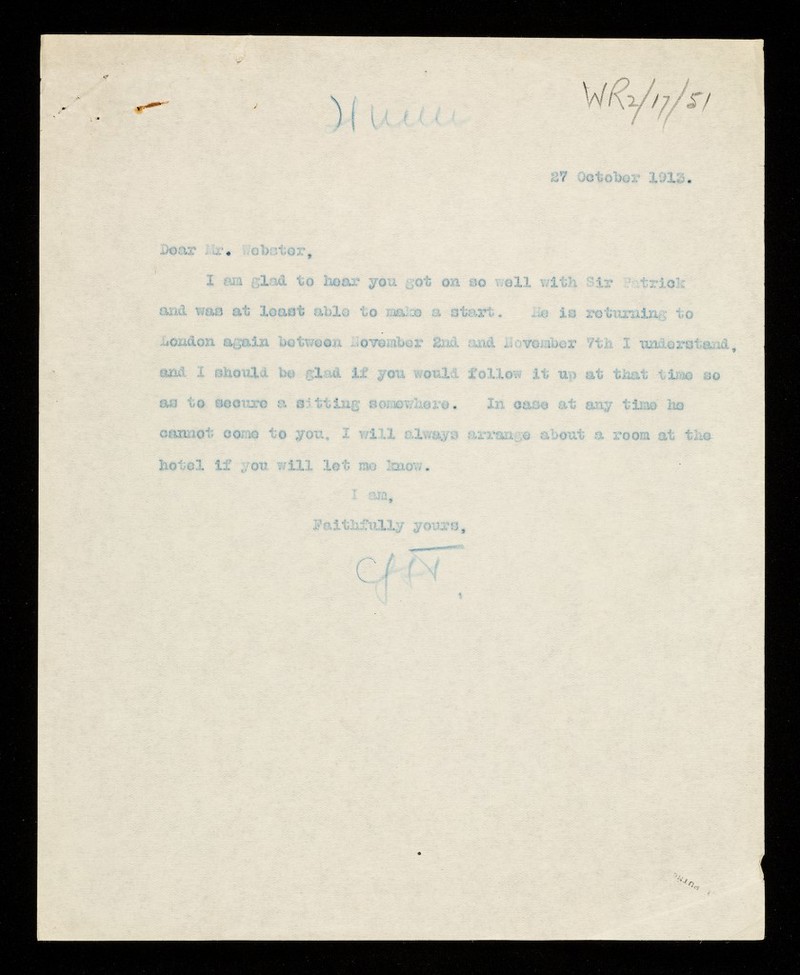 WR2/17/51
27 October 1913.
Dear Mr. Webster,
I am glad to hear you got on so well with Sir Patrick
and was at least able to make a start. He is returning to
London again between November 2nd and November 7th I understand,
and I should be glad if you would follow it up at that time so
as to secure a sitting somewhere. In case at any time he
cannot come to you, I will always arrange about a room at the
hotel if you will let me know.
I am,
Faithfully yours,